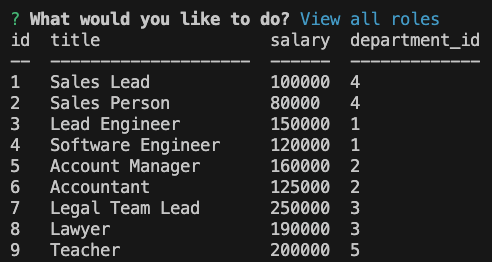 ? What would you like to do? View all roles
id  title                 salary  department_id
--  --------------------  ------  -------------
1   Sales Lead            100000  4
2   Sales Person          80000   4
3   Lead Engineer         150000  1
4   Software Engineer     120000  1
5   Account Manager       160000  2
6   Accountant            125000  2
7   Legal Team Lead       250000  3
8   Lawyer                190000  3
9   Teacher               200000  5